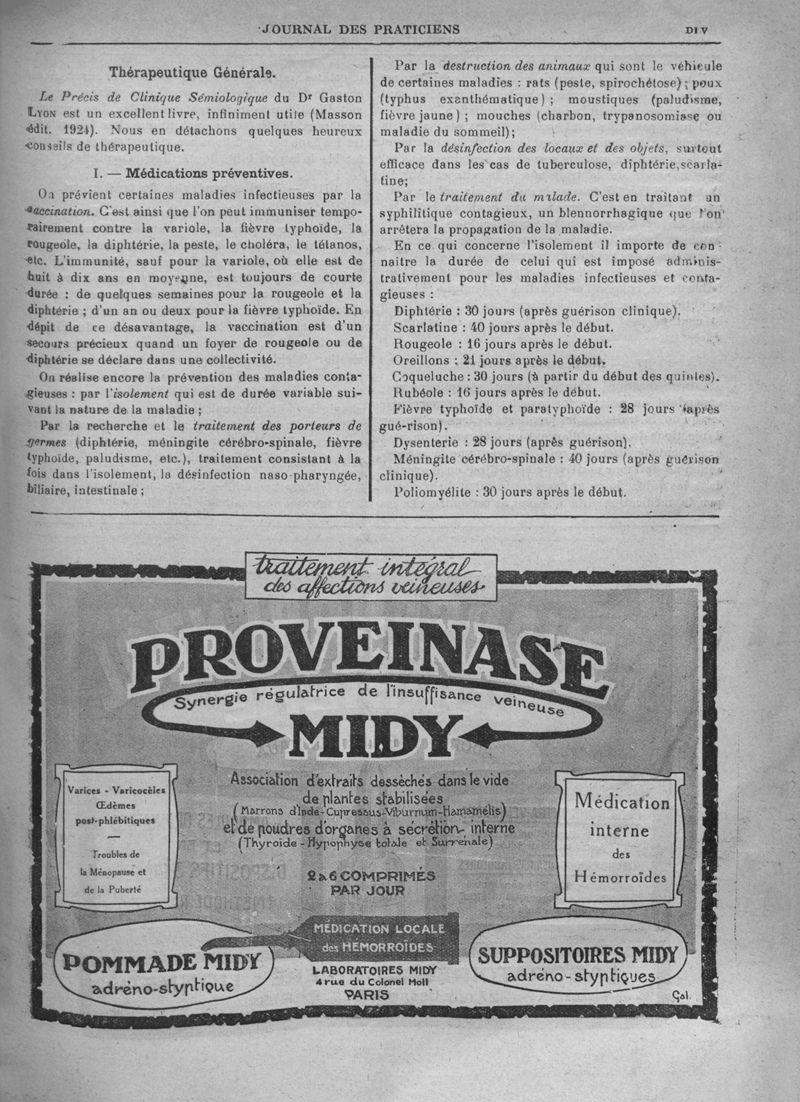 JOURNAL DES PRATICIENS
DIV
Thérapeutique Générale.
Le Précis de Clinique Sémiologique du Dr Gaston
LYON est un excellent livre, infiniment utile (Masson
édit. 1924). Nous en détachons quelques heureux
conseils de thérapeutique.
I. — Médications préventives.
On prévient certaines maladies infectieuses par la
vaccination. C'est ainsi que l'on peut immuniser tempo-
rairement contre la variole, la fièvre typhoïde, la
rougeole, la diphtérie, la peste, le choléra, le tétanos,
etc. L'immunité, sauf pour la variole, où elle est de
huit à dix ans en moyenne, est toujours de courte
durée : de quelques semaines pour la rougeole et la
diphtérie ; d'un an ou deux pour la fièvre typhoïde. En
dépit de ce désavantage, la vaccination est d'un
secours précieux quand un foyer de rougeole ou de
diphtérie se déclare dans une collectivité.
On réalise encore la prévention des maladies conta-
gieuses : par l'isolement qui est de durée variable sui-
vant la nature de la maladie ;
Par la recherche et le traitement des porteurs de
germes (diphtérie, méningite cérébro-spinale, fièvre
typhoïde, paludisme, etc.), traitement consistant à la
fois dans l'isolement, la désinfection naso-pharyngée,
biliaire, intestinale ;
Par la destruction des animaux qui sont le véhicule
de certaines maladies : rats (peste, spirochétose) ; poux
(typhus exanthématique) ; moustiques (paludisme,
fièvre jaune) ; mouches (charbon, trypanosomiase ou
maladie du sommeil) ;
Par la désinfection des locaux et des objets, surtout
efficace dans les cas de tuberculose, diphtérie, scarla-
tine;
Par le traitement du malade. C'est en traitant un
syphilitique contagieux, un blennorrhagique que l'on
arrêtera la propagation de la maladie.
En ce qui concerne l'isolement il importe de con-
naître la durée de celui qui est imposé adminis-
trativement pour les maladies infectieuses et conta-
gieuses :
Diphtérie : 30 jours (après guérison clinique).
Scarlatine : 40 jours après le début.
Rougeole : 16 jours après le début.
Oreillons : 21 jours après le début.
Coqueluche : 30 jours (à partir du début des quintes).
Rubéole : 16 jours après le début.
Fièvre typhoïde et paratyphoïde : 28 jours (après
gué-rison).
Dysenterie : 28 jours (après guérison).
Méningite cérébro-spinale : 40 jours (après guérison
clinique).
Poliomyélite : 30 jours après le début.
traitement intégral
des affections veineuses
PROVEINASE
Synergie régulatrice de l'insuffisance veineuse
MIDY
Varices - Varicocèles
Œdèmes
post-phlébitiques
Troubles de
la Ménopause et
de la Puberté
Association d'extraits desséchés dans le vide
de plantes stabilisées
(Marrons d'Inde-Cupressus-Viburnum-Hamamélis)
et de poudres d'organes à sécrétion interne
(Thyroïde - Hypophyse totale et Surrénale)
2 à 6 COMPRIMÉS
PAR JOUR
Médication
interne
des
Hémorroïdes
MÉDICATION LOCALE
des HÉMORROÏDES
POMMADE MIDY
adréno-styptique
LABORATOIRES MIDY
4 rue du Colonel Moll
PARIS
SUPPOSITOIRES MIDY
adréno-styptiques
Gal.